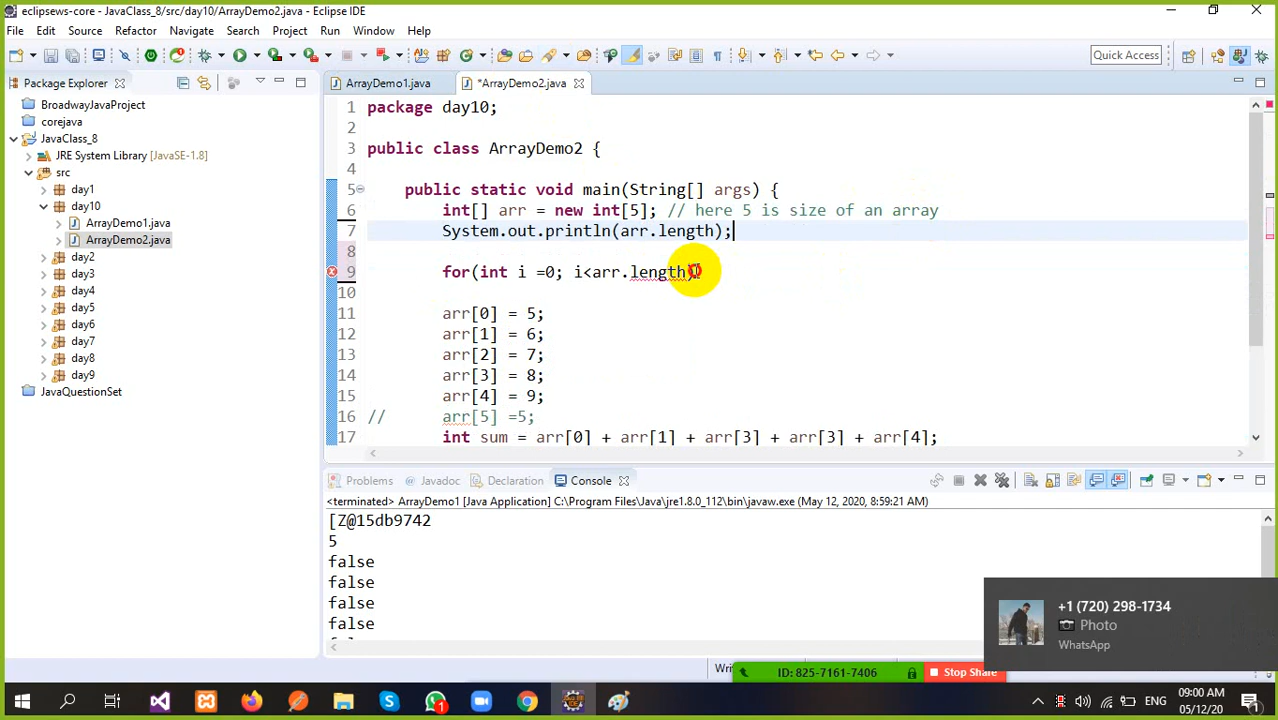 eclipsews-core - JavaClass_8/src/day10/ArrayDemo2.java - Eclipse IDE
File Edit Source Refactor Navigate Search Project Run Window Help
Quick Access
Package Explorer
ArrayDemo1.java
*ArrayDemo2.java
BroadwayJavaProject
corejava
JavaClass_8
JRE System Library [JavaSE-1.8]
src
day1
day10
ArrayDemo1.java
ArrayDemo2.java
day2
day3
day4
day5
day6
day7
day8
day9
JavaQuestionSet
1 package day10;
2
3 public class ArrayDemo2 {
4
5 public static void main(String[] args) {
6 int[] arr = new int[5]; // here 5 is size of an array
7 System.out.println(arr.length);
8
9 for(int i =0; i<arr.length)
10
11 arr[0] = 5;
12 arr[1] = 6;
13 arr[2] = 7;
14 arr[3] = 8;
15 arr[4] = 9;
16 // arr[5] =5;
17 int sum = arr[0] + arr[1] + arr[3] + arr[3] + arr[4];
Problems Javadoc Declaration Console
<terminated> ArrayDemo1 [Java Application] C:\Program Files\Java\jre1.8.0_112\bin\javaw.exe (May 12, 2020, 8:59:21 AM)
[Z@15db9742
5
false
false
false
false
+1 (720) 298-1734
Photo
WhatsApp
ID: 825-7161-7406
Stop Share
ENG
09:00 AM
05/12/20